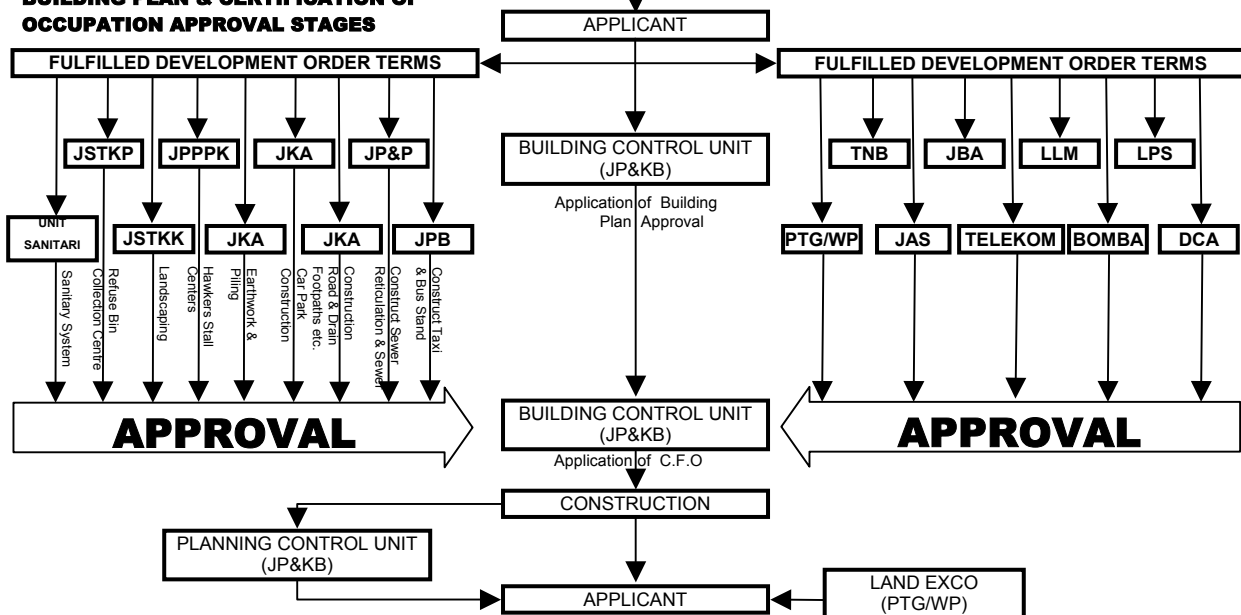 BUILDING PLAN & CERTIFICATION OF
OCCUPATION APPROVAL STAGES
APPLICANT
FULFILLED DEVELOPMENT ORDER TERMS
FULFILLED DEVELOPMENT ORDER TERMS
JSTKP
JPPPK
JKA
JP&P
BUILDING CONTROL UNIT
(JP&KB)
TNB
JBA
LLM
LPS
Application of Building
Plan Approval
UNIT
SANITARI
JSTKK
JKA
JKA
JPB
PTG/WP
JAS
TELEKOM
BOMBA
DCA
Sanitary System
Refuse Bin
Collection Centre
Landscaping
Hawkers Stall
Centers
Earthwork &
Piling
Car Park
Construction
Construction
Road & Drain
Footpaths etc.
Construct Sewer
Reticulation & Sewer
Construct Taxi
& Bus Stand
APPROVAL
BUILDING CONTROL UNIT
(JP&KB)
APPROVAL
Application of C.F.O
CONSTRUCTION
PLANNING CONTROL UNIT
(JP&KB)
APPLICANT
LAND EXCO
(PTG/WP)